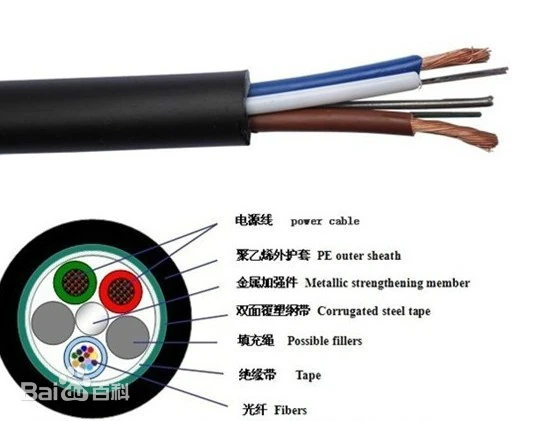 电源线 power cable
聚乙烯外护套 PE outer sheath
金属加强件 Metallic strengthening member
双面覆塑钢带 Corrugated steel tape
填充绳 Possible fillers
绝缘带 Tape
光纤 Fibers
Bai百科